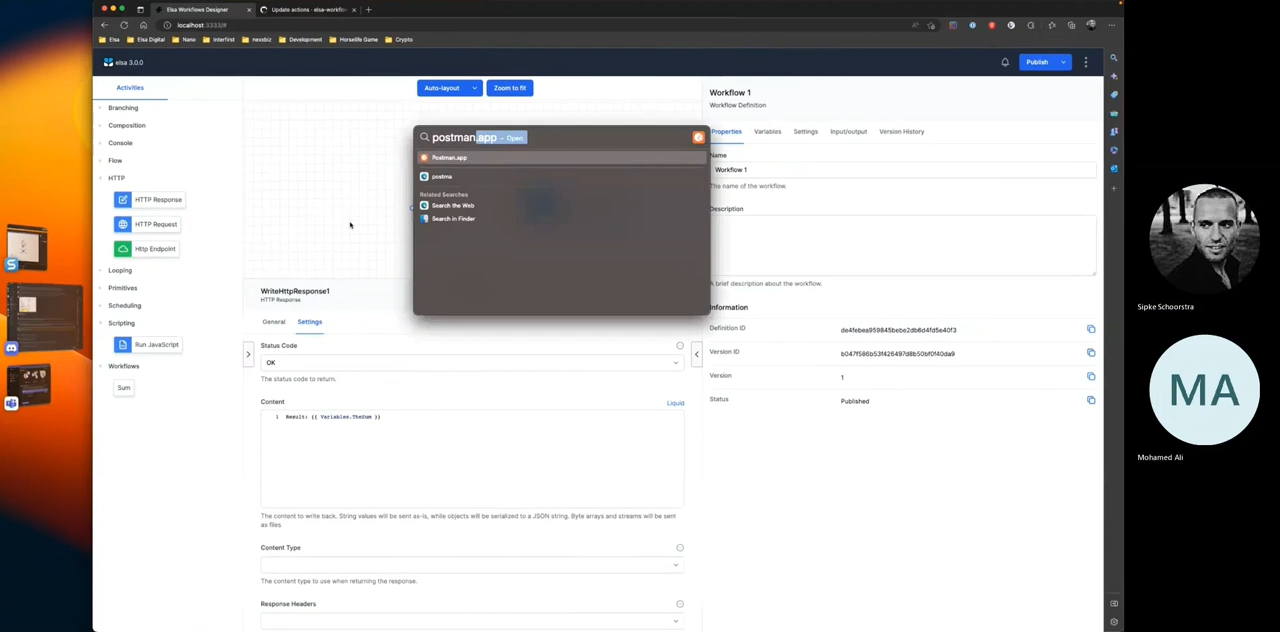 Elsa Workflows Designer
Update actions - elsa-workflo
localhost:3333/#
Elsa
Elsa Digital
Nano
Interfirst
nexxbiz
Development
Horselife Game
Crypto
elsa 3.0.0
Publish
Activities
Branching
Composition
Console
Flow
HTTP
HTTP Response
HTTP Request
Http Endpoint
Looping
Primitives
Scheduling
Scripting
Run JavaScript
Workflows
Sum
Auto-layout
Zoom to fit
postman.app – Open
Postman.app
postma
Related Searches
Search the Web
Search in Finder
WriteHttpResponse1
HTTP Response
General
Settings
Status Code
OK
The status code to return.
Content
Liquid
1 Result: {{ Variables.TheSum }}
The content to write back. String values will be sent as-is, while objects will be serialized to a JSON string. Byte arrays and streams will be sent
as files
Content Type
The content type to use when returning the response.
Response Headers
Workflow 1
Workflow Definition
Properties
Variables
Settings
Input/output
Version History
Name
Workflow 1
The name of the workflow.
Description
A brief description about the workflow.
Information
Definition ID
de4febea959845bebe2db6d4fd5e40f3
Version ID
b047f586b53f426497d8b50bf0f40da9
Version
1
Status
Published
Sipke Schoorstra
MA
Mohamed Ali